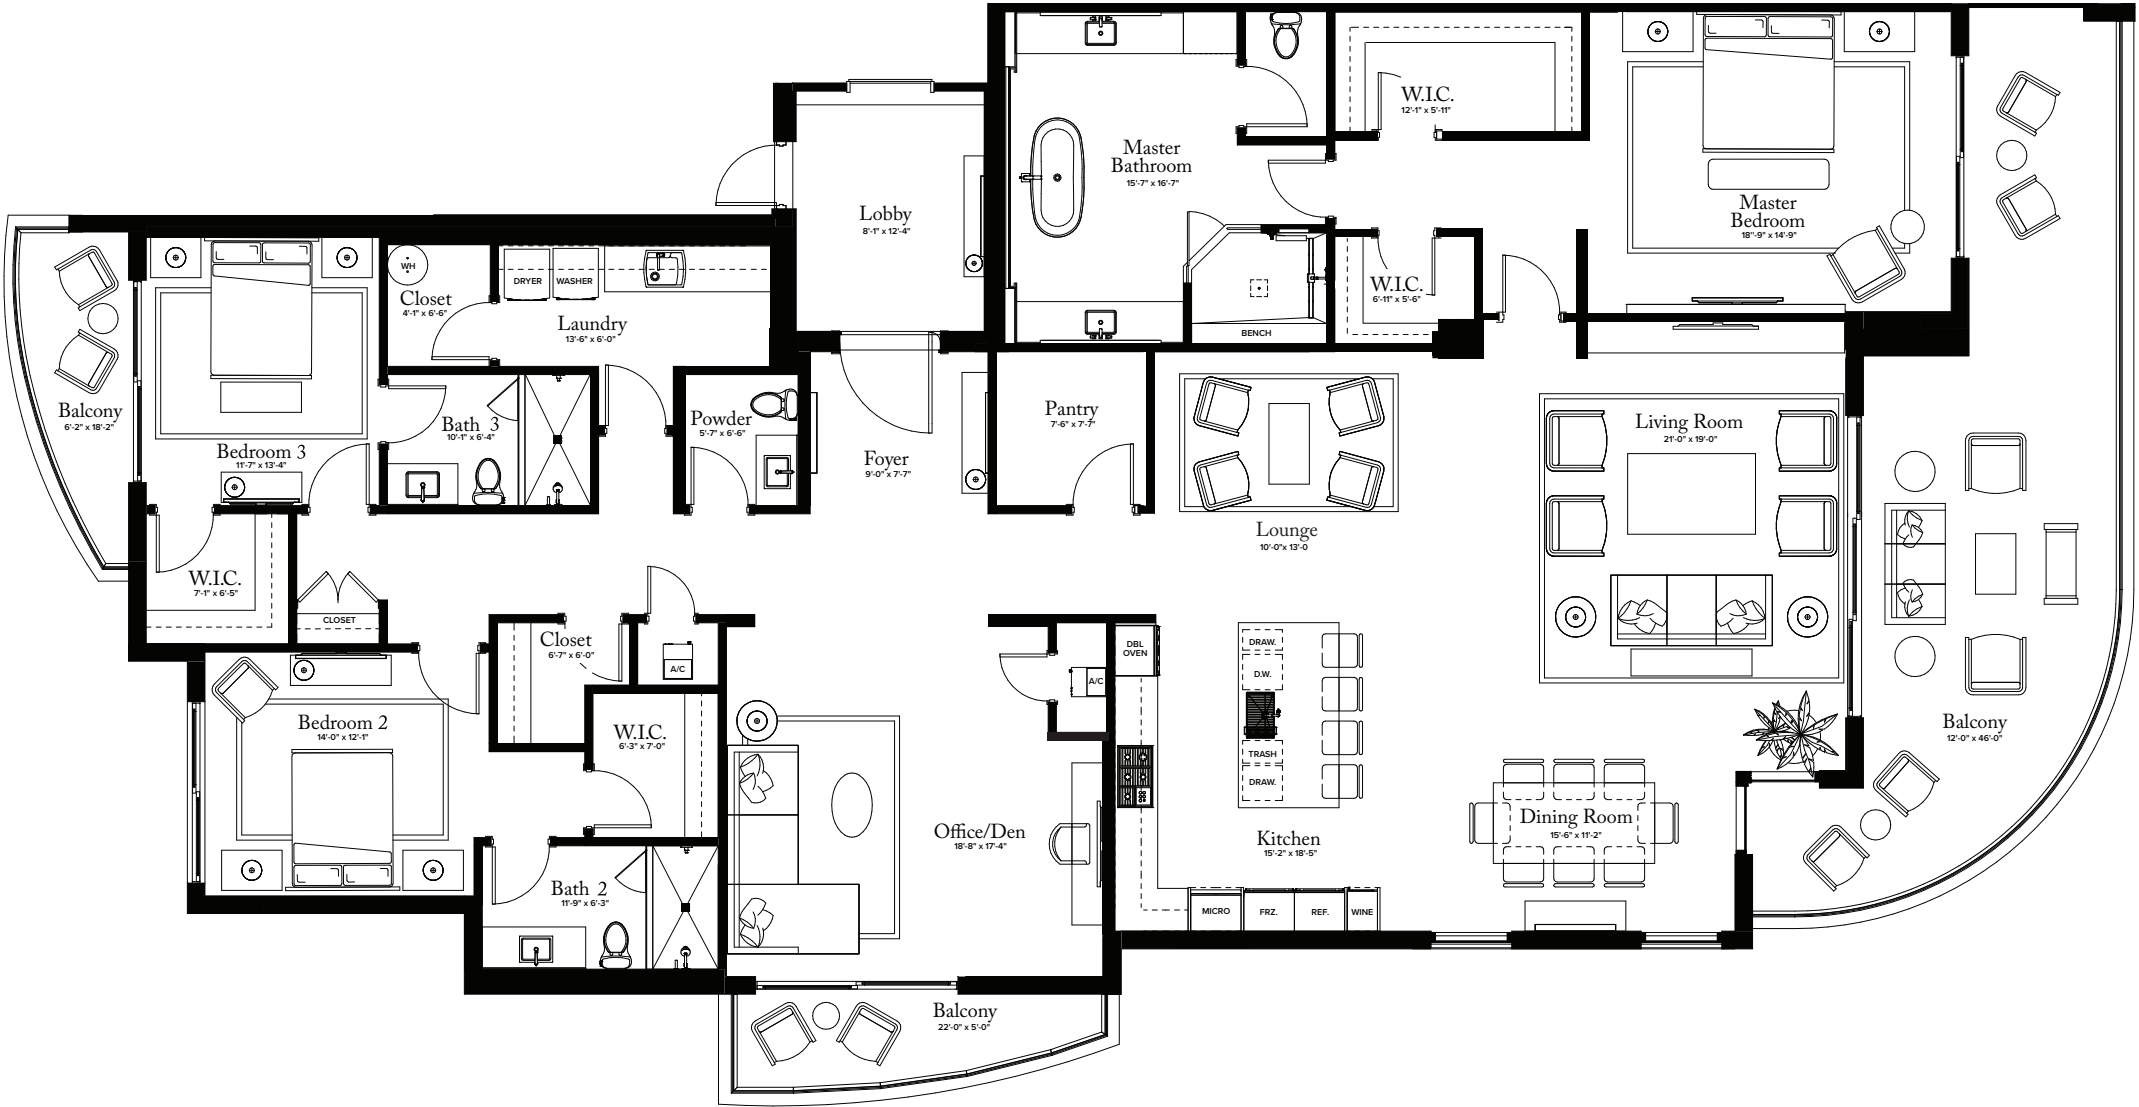 W.I.C.
12'-1" x 5'-11"
Master
Bathroom
15'-7" x 16'-7"
Master
Bedroom
18"-9" x 14'-9"
Lobby
8'-1" x 12'-4"
WH
Closet
4'-1" x 6'-6"
DRYER
WASHER
Laundry
13'-6" x 6'-0"
W.I.C.
6'-11" x 5'-6"
BENCH
Balcony
6'-2" x 18'-2"
Bedroom 3
11'-7" x 13'-4"
Bath 3
10'-1" x 6'-4"
Powder
5'-7" x 6'-6"
Foyer
9'-0" x 7'-7"
Pantry
7'-6" x 7'-7"
Lounge
10'-0"x 13'-0
Living Room
21'-0" x 19'-0"
W.I.C.
7'-1" x 6'-5"
CLOSET
Closet
6'-7" x 6'-0"
A/C
A/C
DBL
OVEN
DRAW.
D.W.
TRASH
DRAW.
Bedroom 2
14'-0" x 12'-1"
W.I.C.
6'-3" x 7'-0"
Balcony
12'-0" x 46'-0"
Office/Den
18'-8" x 17'-4"
Kitchen
15'-2" x 18'-5"
Dining Room
15'-6" x 11'-2"
Bath 2
11'-9" x 6'-3"
MICRO
FRZ.
REF.
WINE
Balcony
22'-0" x 5'-0"